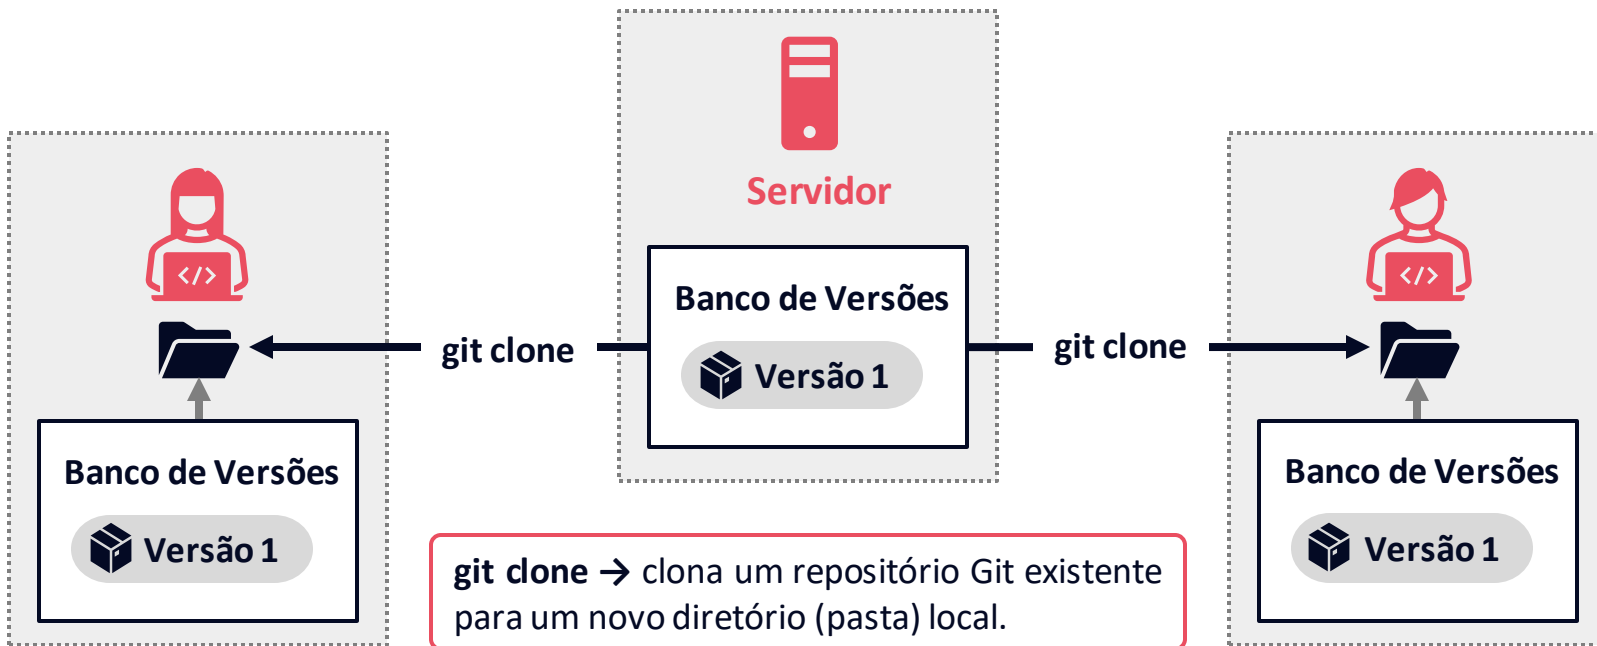 Servidor
Banco de Versões
Versão 1
git clone
git clone
</>
Banco de Versões
Versão 1
</>
Banco de Versões
Versão 1
git clone → clona um repositório Git existente
para um novo diretório (pasta) local.